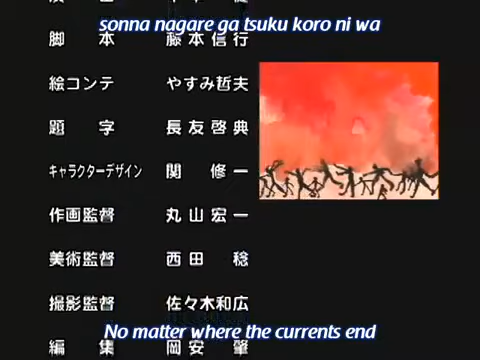 sonna nagare ga tsuku koro ni wa
脚 本 藤本信行
絵コンテ やすみ哲夫
題 字 長友啓典
キャラクターデザイン 関 修一
作画監督 丸山宏一
美術監督 西田 稔
撮影監督 佐々木和広
No matter where the currents end
編 集 岡安 肇